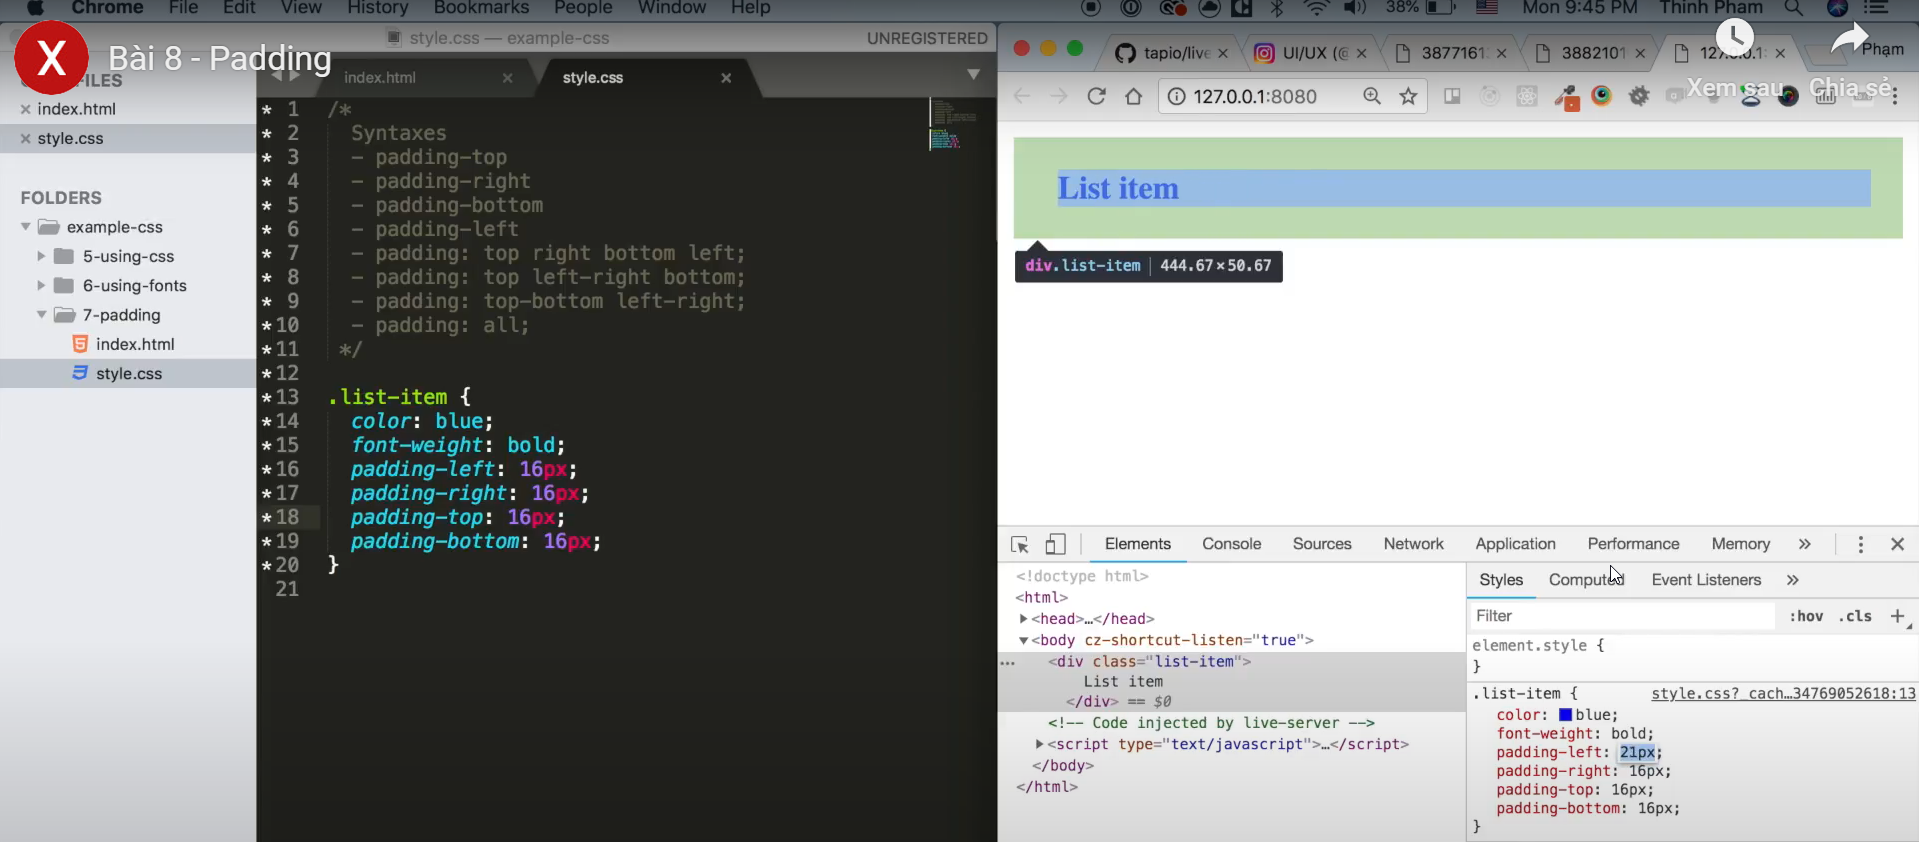 Chrome File Edit View History Bookmarks People Window Help
38% Mon 9:45 PM Thinh Pham
X Bài 8 - Padding
style.css — example-css UNREGISTERED
FILES
index.html
style.css
FOLDERS
example-css
5-using-css
6-using-fonts
7-padding
index.html
style.css
index.html × style.css ×
* 1 /*
* 2 Syntaxes
* 3 - padding-top
* 4 - padding-right
* 5 - padding-bottom
* 6 - padding-left
* 7 - padding: top right bottom left;
* 8 - padding: top left-right bottom;
* 9 - padding: top-bottom left-right;
*10 - padding: all;
*11 */
*12
*13 .list-item {
*14 color: blue;
*15 font-weight: bold;
*16 padding-left: 16px;
*17 padding-right: 16px;
*18 padding-top: 16px;
*19 padding-bottom: 16px;
*20 }
21
tapio/live × UI/UX (@ × 3877161 × 3882101 × 127.0.0.1: × Phạm
Xem sau Chia sẻ
127.0.0.1:8080
List item
div.list-item | 444.67×50.67
Elements Console Sources Network Application Performance Memory »
<!doctype html>
<html>
<head>…</head>
<body cz-shortcut-listen="true">
<div class="list-item">
List item
</div> == $0
<!-- Code injected by live-server -->
<script type="text/javascript">…</script>
</body>
</html>
Styles Computed Event Listeners »
Filter :hov .cls +
element.style {
}
.list-item { style.css?_cach…34769052618:13
color: blue;
font-weight: bold;
padding-left: 21px;
padding-right: 16px;
padding-top: 16px;
padding-bottom: 16px;
}